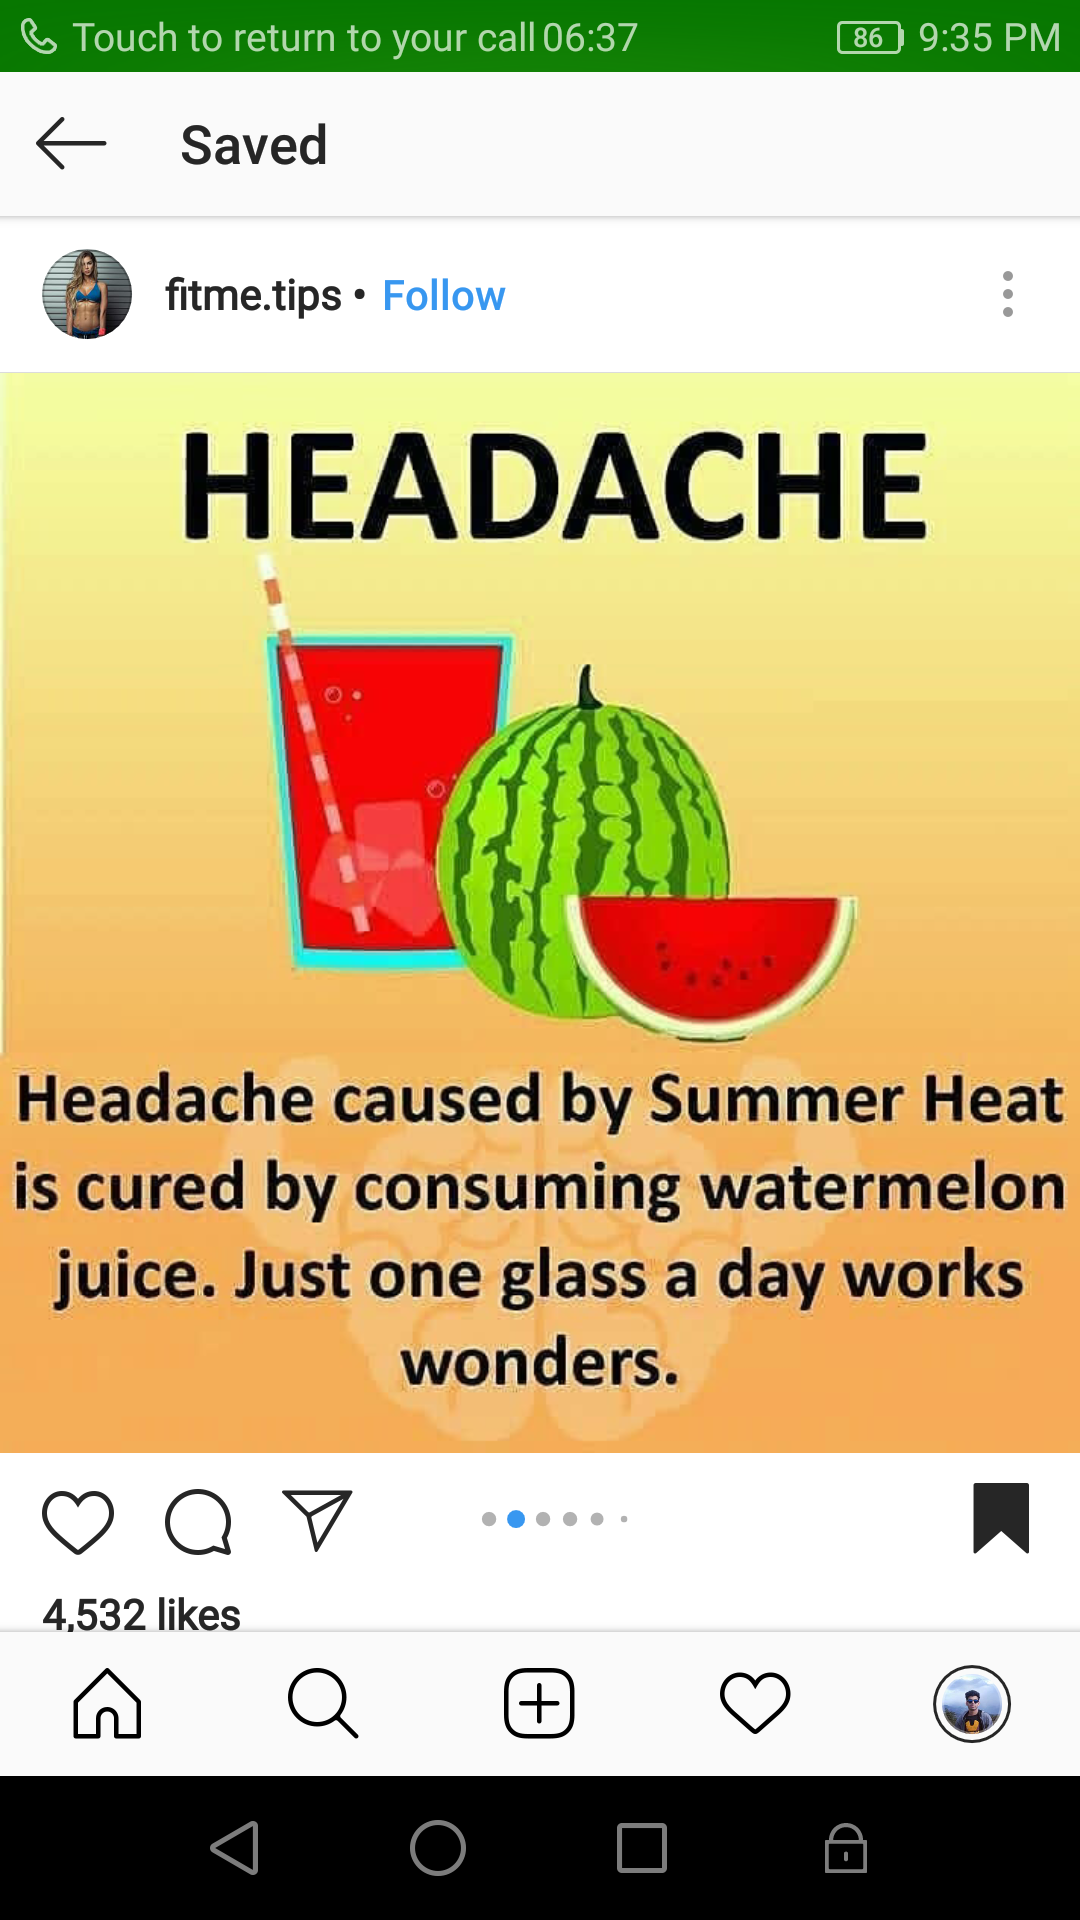 Touch to return to your call 06:37 86 9:35 PM
Saved
fitme.tips • Follow
HEADACHE
Headache caused by Summer Heat
is cured by consuming watermelon
juice. Just one glass a day works
wonders.
4,532 likes